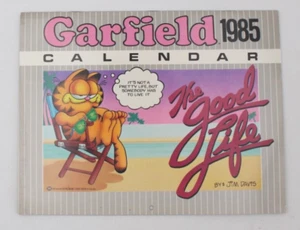 Garfield 1985
CALENDAR
IT'S NOT A
PRETTY LIFE, BUT
SOMEBODY HAS
TO LIVE IT
The
Good
Life
BY: JIM DAVIS